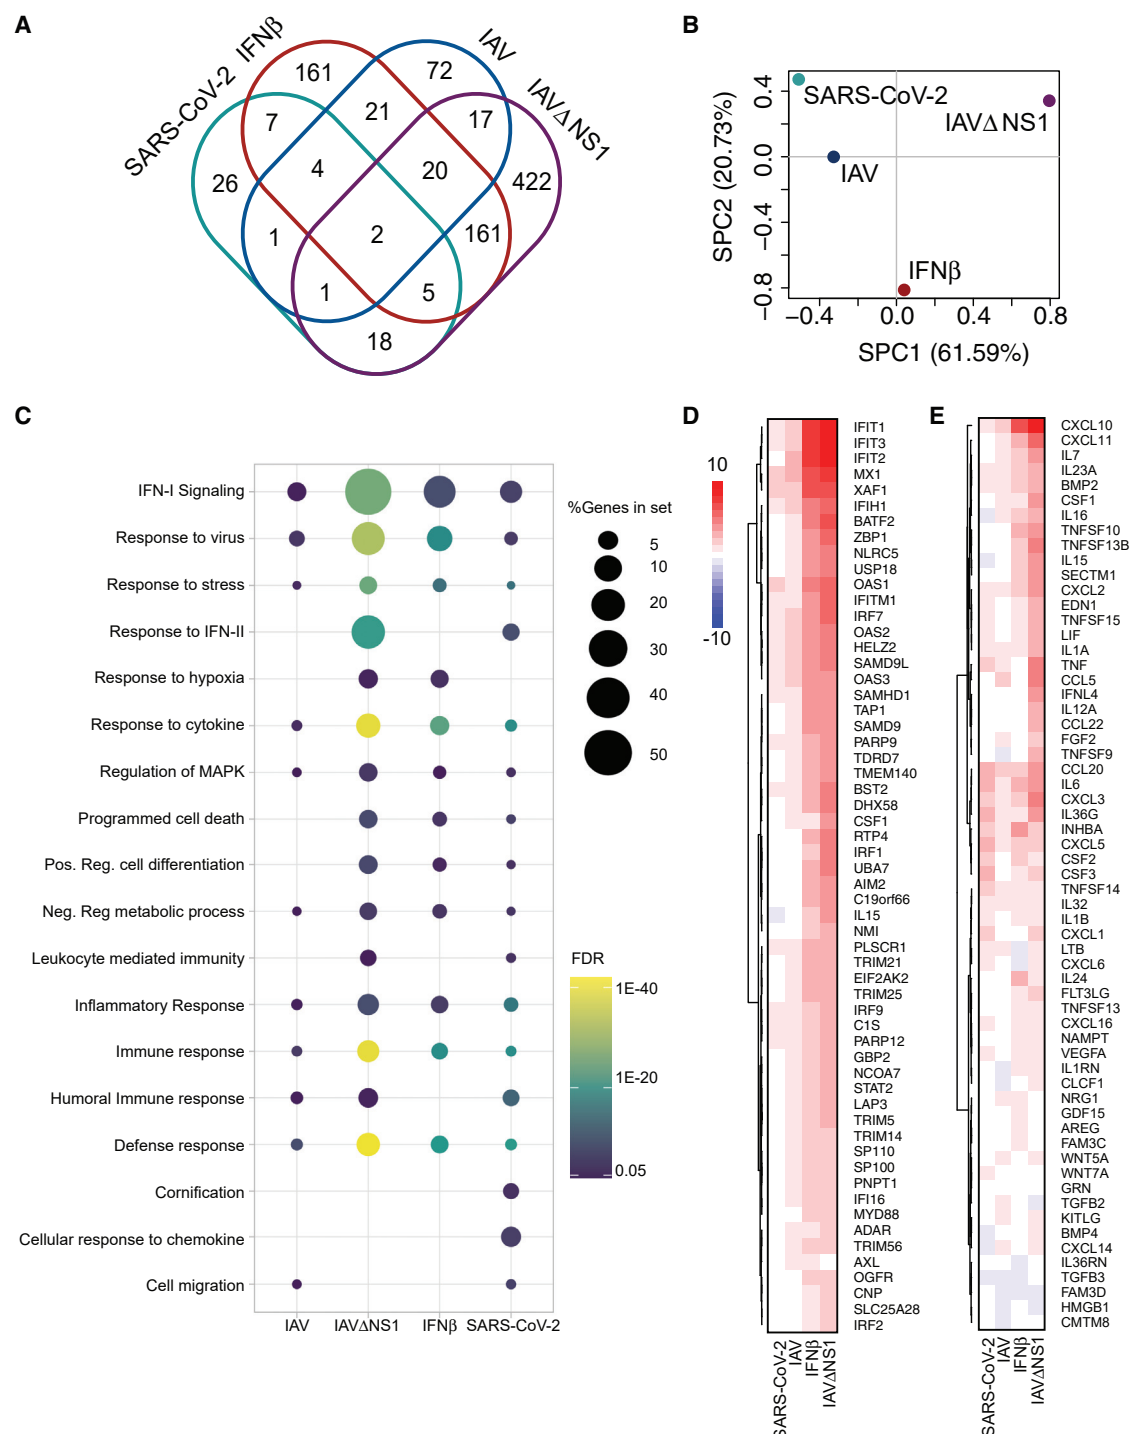 A
SARS-CoV-2
IFNβ
IAV
IAVΔNS1
161
72
7
21
17
26
4
20
422
1
2
161
1
5
18
B
SPC2 (20.73%)
0.4
0.0
−0.4
−0.8
SARS-CoV-2
IAVΔNS1
IAV
IFNβ
−0.4
0.0
0.4
0.8
SPC1 (61.59%)
C
IFN-I Signaling
Response to virus
Response to stress
Response to IFN-II
Response to hypoxia
Response to cytokine
Regulation of MAPK
Programmed cell death
Pos. Reg. cell differentiation
Neg. Reg metabolic process
Leukocyte mediated immunity
Inflammatory Response
Immune response
Humoral Immune response
Defense response
Cornification
Cellular response to chemokine
Cell migration
IAV
IAVΔNS1
IFNβ
SARS-CoV-2
%Genes in set
5
10
20
30
40
50
FDR
1E-40
1E-20
0.05
D
10
-10
IFIT1
IFIT3
IFIT2
MX1
XAF1
IFIH1
BATF2
ZBP1
NLRC5
USP18
OAS1
IFITM1
IRF7
OAS2
HELZ2
SAMD9L
OAS3
SAMHD1
TAP1
SAMD9
PARP9
TDRD7
TMEM140
BST2
DHX58
CSF1
RTP4
IRF1
UBA7
AIM2
C19orf66
IL15
NMI
PLSCR1
TRIM21
EIF2AK2
TRIM25
IRF9
C1S
PARP12
GBP2
NCOA7
STAT2
LAP3
TRIM5
TRIM14
SP110
SP100
PNPT1
IFI16
MYD88
ADAR
TRIM56
AXL
OGFR
CNP
SLC25A28
IRF2
SARS-CoV-2
IAV
IFNβ
IAVΔNS1
E
CXCL10
CXCL11
IL7
IL23A
BMP2
CSF1
IL16
TNFSF10
TNFSF13B
IL15
SECTM1
CXCL2
EDN1
TNFSF15
LIF
IL1A
TNF
CCL5
IFNL4
IL12A
CCL22
FGF2
TNFSF9
CCL20
IL6
CXCL3
IL36G
INHBA
CXCL5
CSF2
CSF3
TNFSF14
IL32
IL1B
CXCL1
LTB
CXCL6
IL24
FLT3LG
TNFSF13
CXCL16
NAMPT
VEGFA
IL1RN
CLCF1
NRG1
GDF15
AREG
FAM3C
WNT5A
WNT7A
GRN
TGFB2
KITLG
BMP4
CXCL14
IL36RN
TGFB3
FAM3D
HMGB1
CMTM8
SARS-CoV-2
IAV
IFNβ
IAVΔNS1